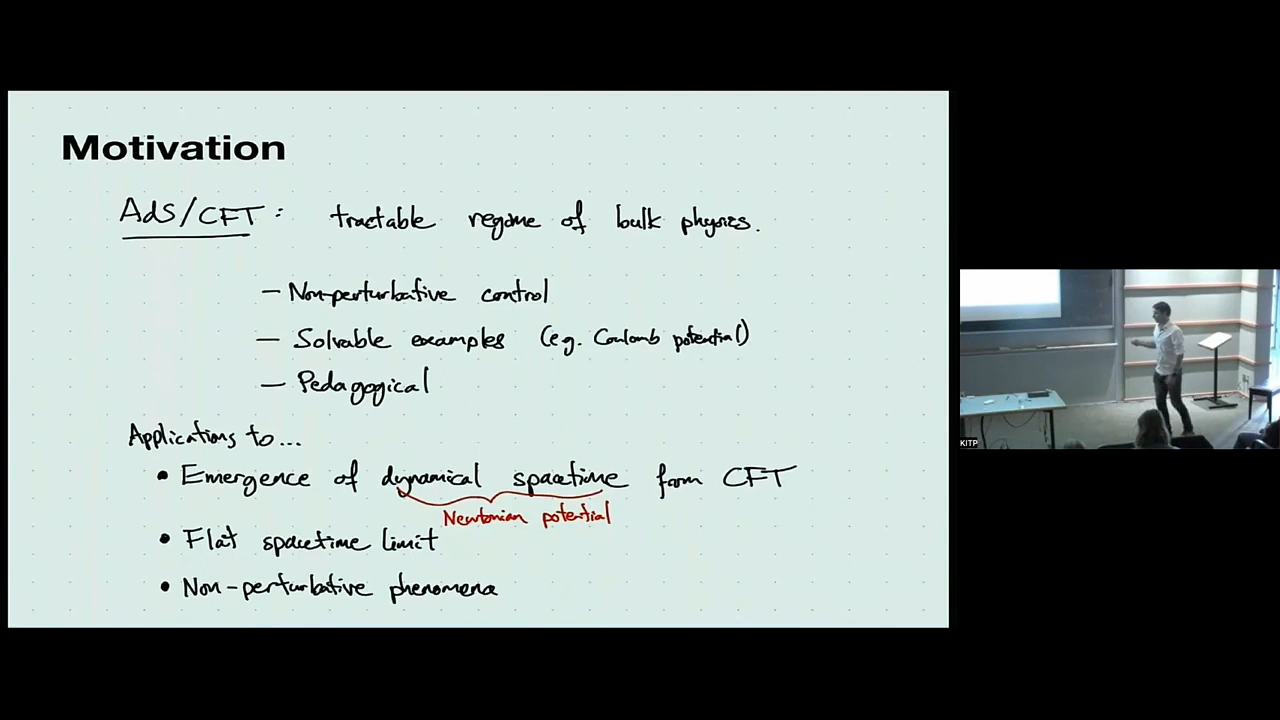 Motivation
AdS/CFT: tractable regime of bulk physics.
– Non-perturbative control
– Solvable examples (eg. Coulomb potential)
– Pedagogical
Applications to...
• Emergence of dynamical spacetime from CFT
Newtonian potential
• Flat spacetime limit
• Non-perturbative phenomena
KITP